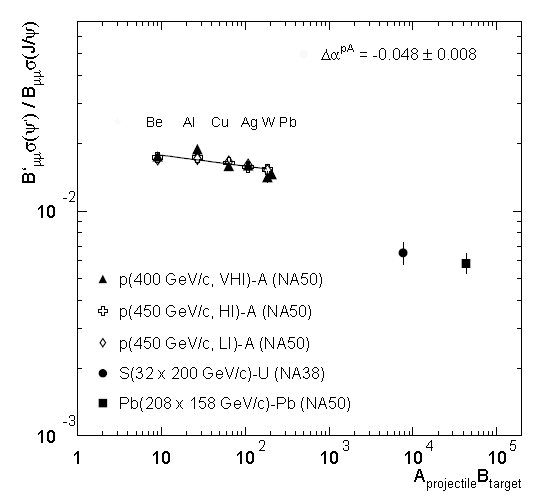 Δα^pA = -0.048 ± 0.008
B'μμσ(ψ') / Bμμσ(J/ψ)
Be Al Cu Ag W Pb
10^-2
p(400 GeV/c, VHI)-A (NA50)
p(450 GeV/c, HI)-A (NA50)
p(450 GeV/c, LI)-A (NA50)
S(32 x 200 GeV/c)-U (NA38)
Pb(208 x 158 GeV/c)-Pb (NA50)
10^-3
1 10 10^2 10^3 10^4 10^5
A_projectile B_target